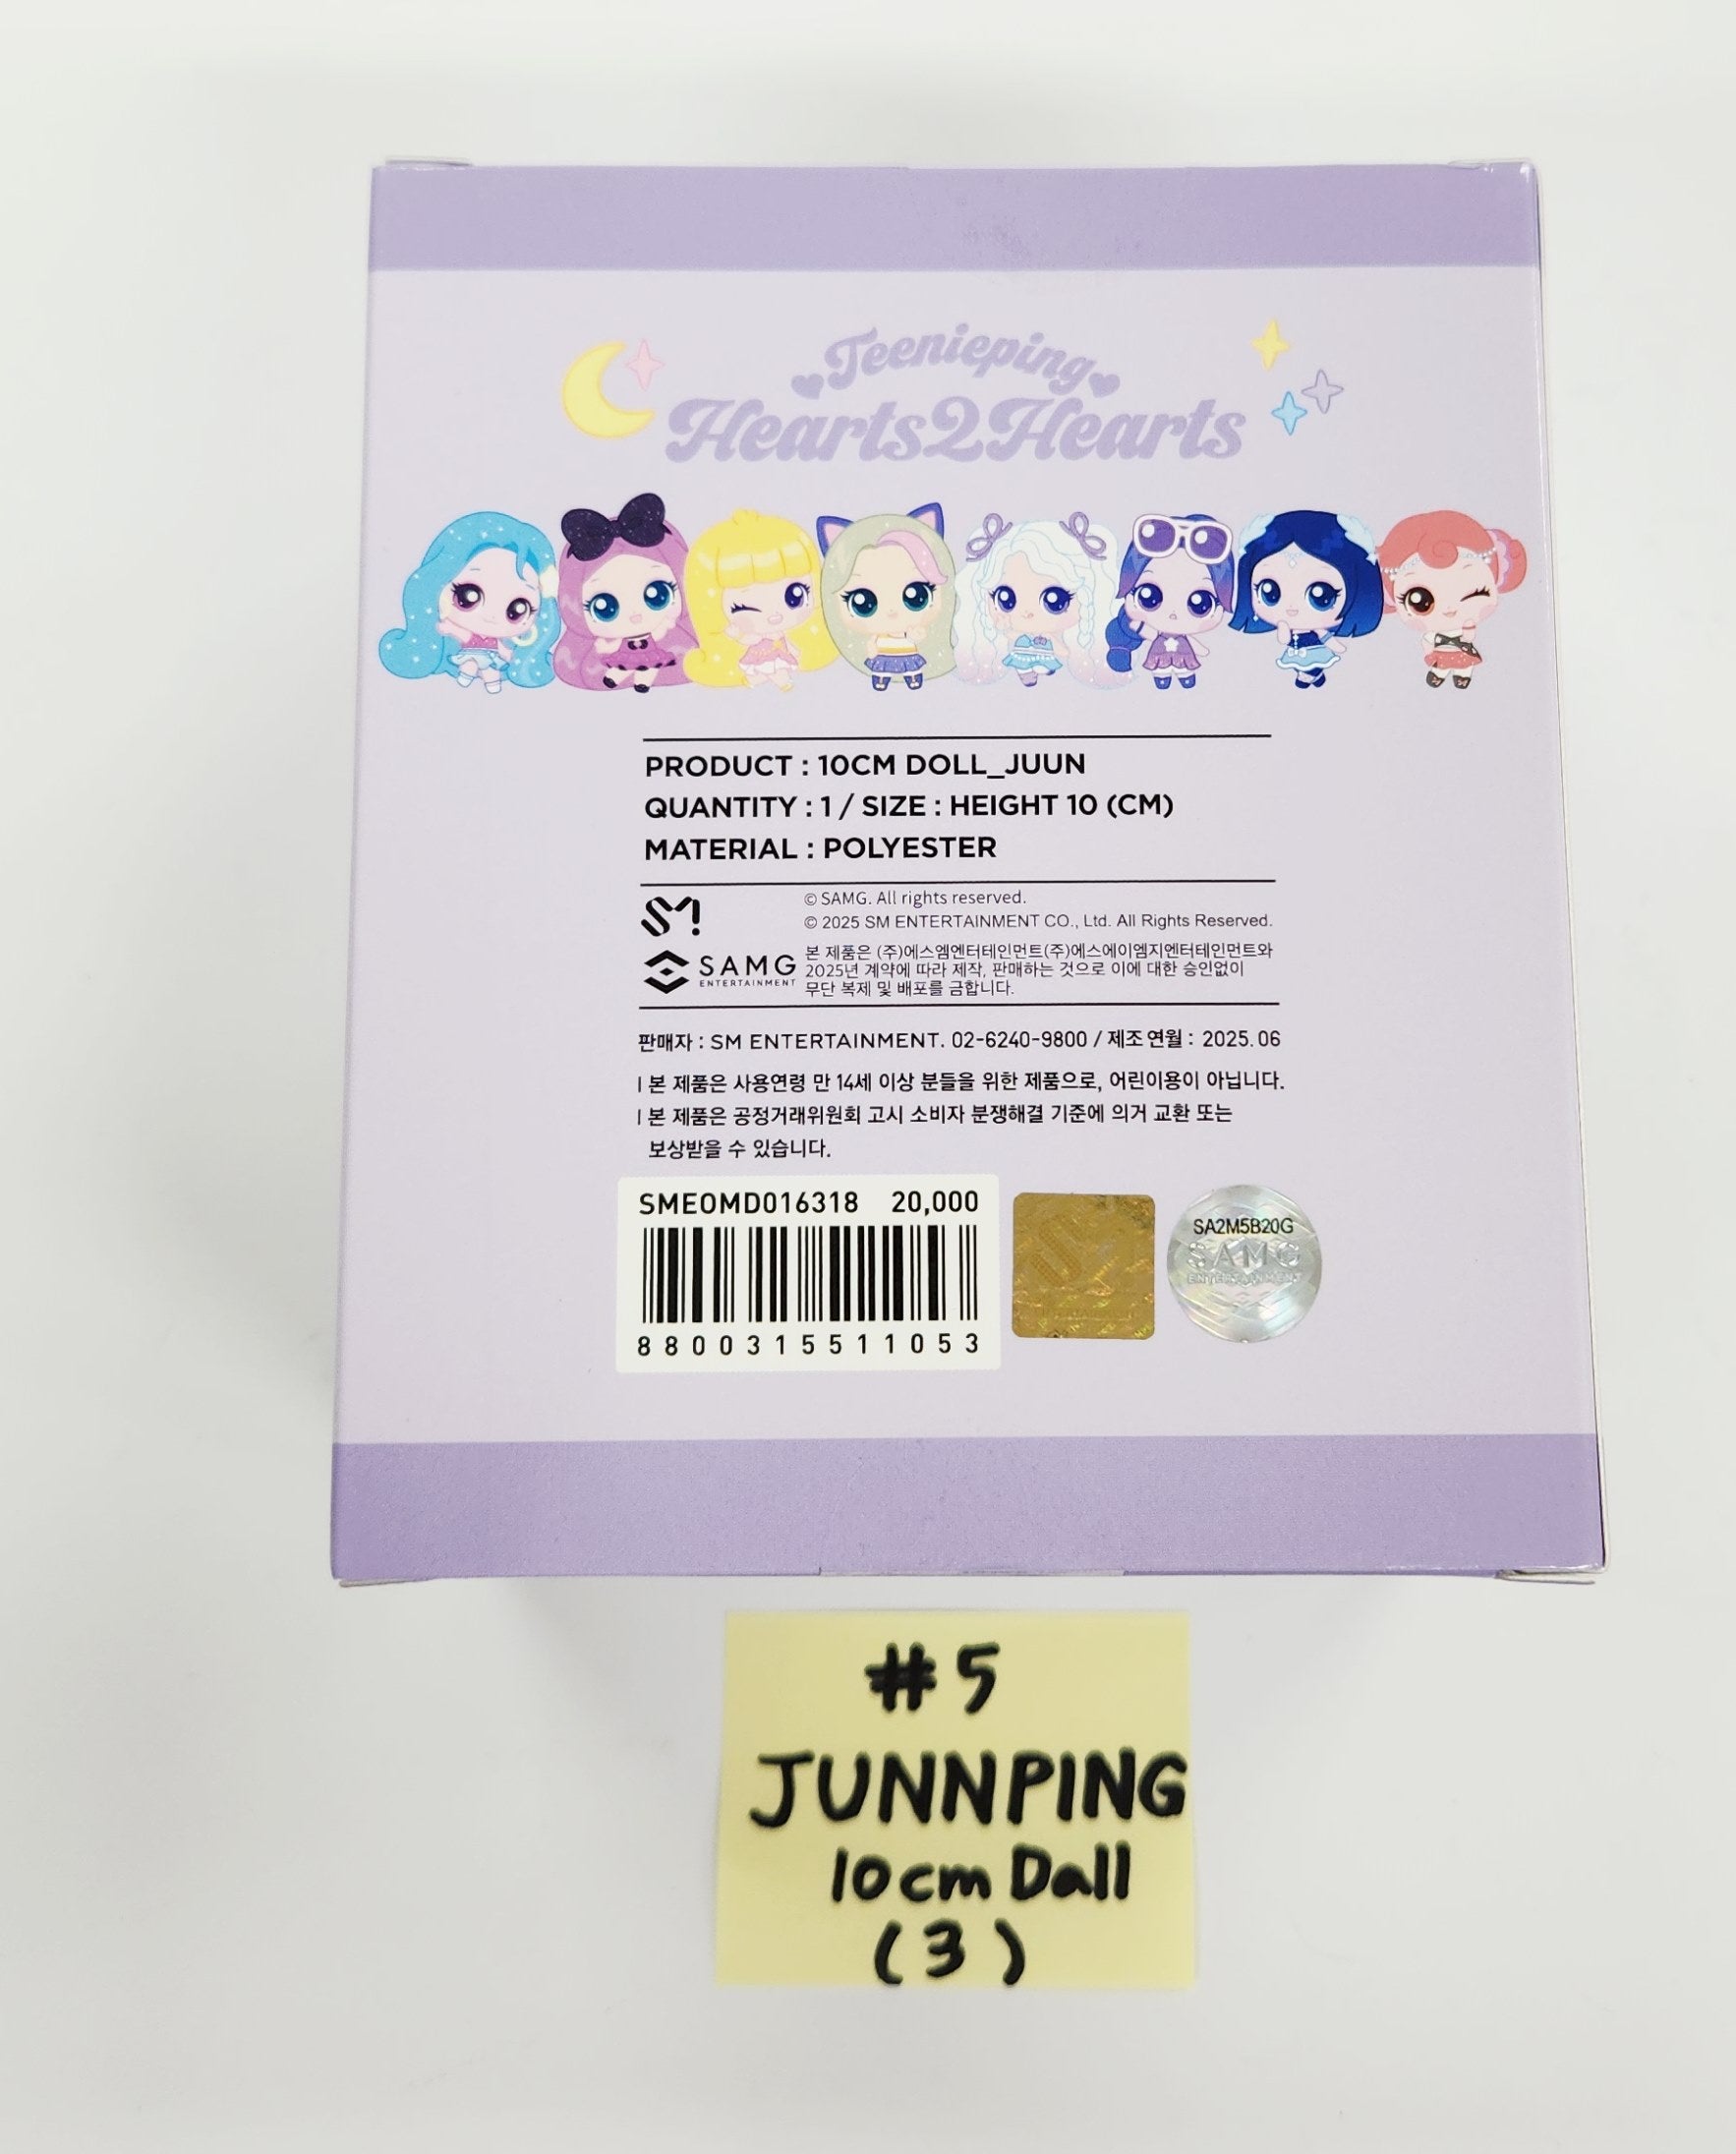 Teenieping
Hearts2Hearts
PRODUCT : 10CM DOLL_JUUN
QUANTITY : 1 / SIZE : HEIGHT 10 (CM)
MATERIAL : POLYESTER
SM!
© SAMG. All rights reserved.
© 2025 SM ENTERTAINMENT CO., Ltd. All Rights Reserved.
SAMG
ENTERTAINMENT
본 제품은 (주)에스엠엔터테인먼트(주)에스에이엠지엔터테인먼트와
2025년 계약에 따라 제작, 판매하는 것으로 이에 대한 승인없이
무단 복제 및 배포를 금합니다.
판매자 : SM ENTERTAINMENT. 02-6240-9800 / 제조연월 : 2025.06
| 본 제품은 사용연령 만 14세 이상 분들을 위한 제품으로, 어린이용이 아닙니다.
| 본 제품은 공정거래위원회 고시 소비자 분쟁해결 기준에 의거 교환 또는
보상받을 수 있습니다.
SMEOMD016318 20,000
8800315511053
SA2M5B20G
SAMG
ENTERTAINMENT
#5
JUNNPING
10cm Dall
(3)